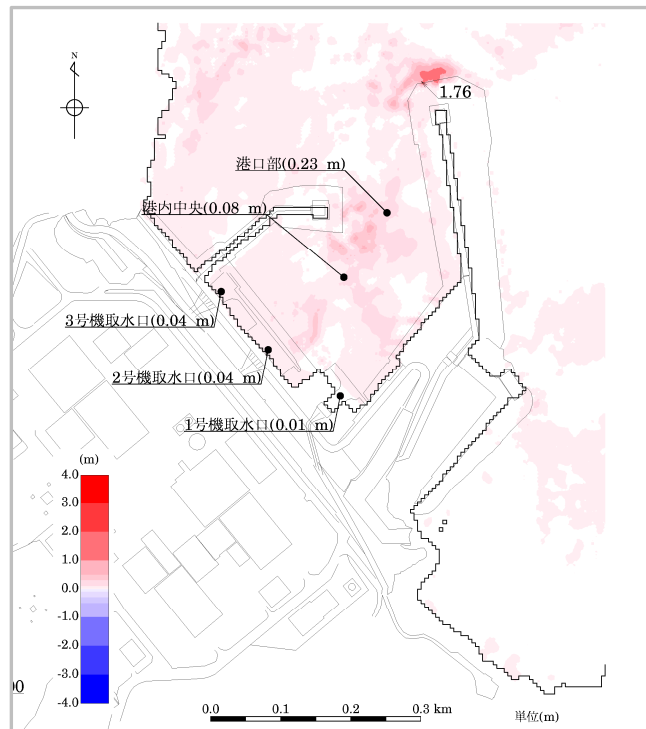 N
1.76
港口部(0.23 m)
港内中央(0.08 m)
3号機取水口(0.04 m)
2号機取水口(0.04 m)
1号機取水口(0.01 m)
(m)
4.0
3.0
2.0
1.0
0.0
-1.0
-2.0
-3.0
-4.0
0.0 0.1 0.2 0.3 km
単位(m)